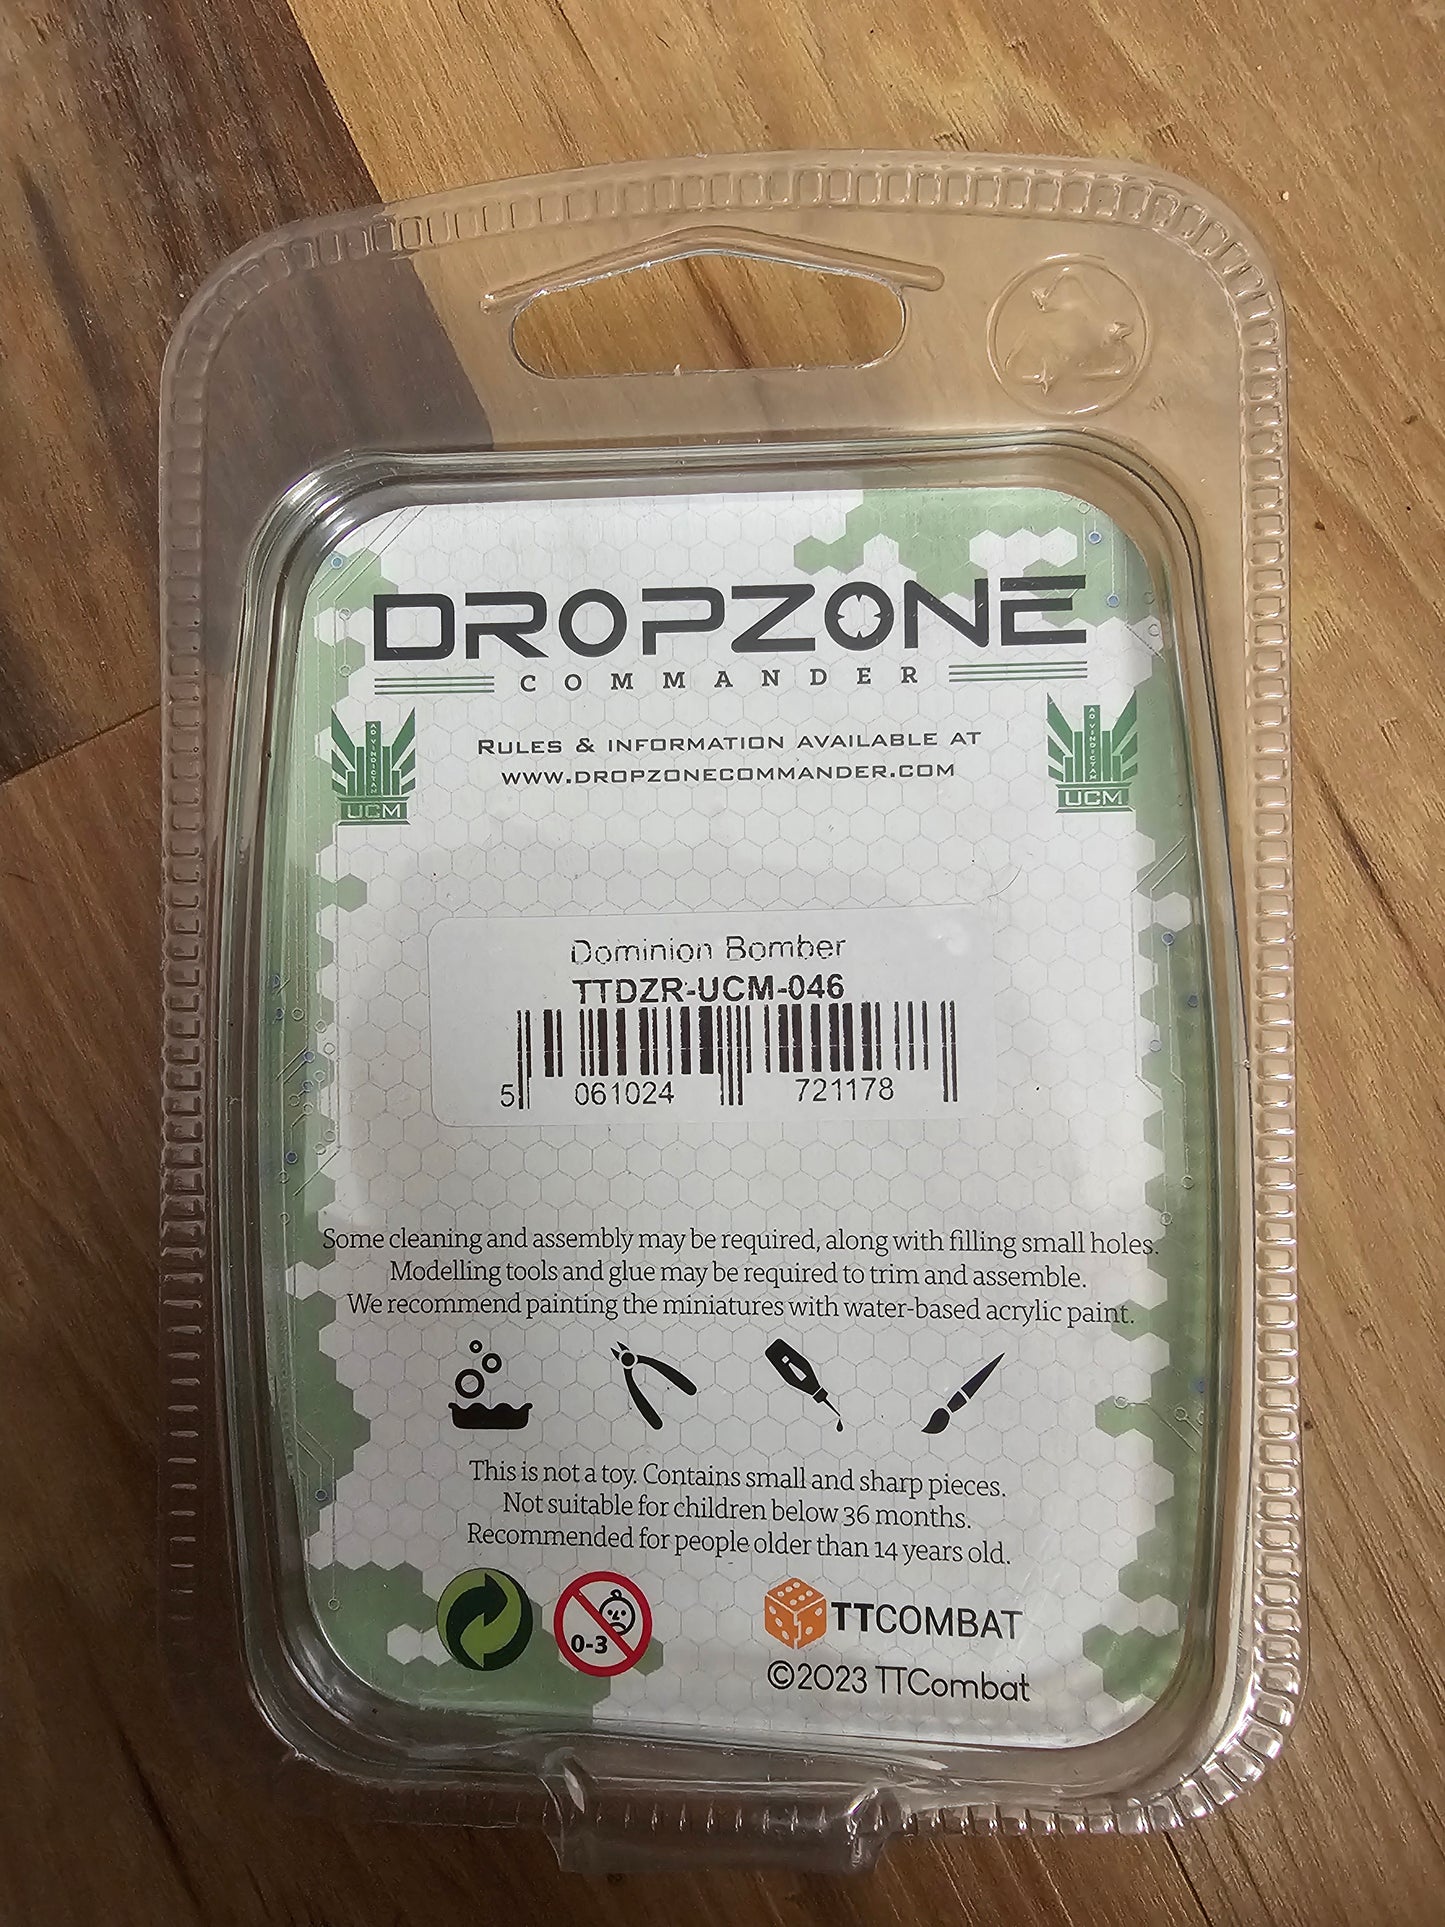 DROPZONE
COMMANDER
RULES & INFORMATION AVAILABLE AT
WWW.DROPZONECOMMANDER.COM
AD VINDICTAM
UCM
AD VINDICTAM
UCM
Dominion Bomber
TTDZR-UCM-046
5 061024 721178
Some cleaning and assembly may be required, along with filling small holes.
Modelling tools and glue may be required to trim and assemble.
We recommend painting the miniatures with water-based acrylic paint.
This is not a toy. Contains small and sharp pieces.
Not suitable for children below 36 months.
Recommended for people older than 14 years old.
0-3
TTCOMBAT
©2023 TTCombat